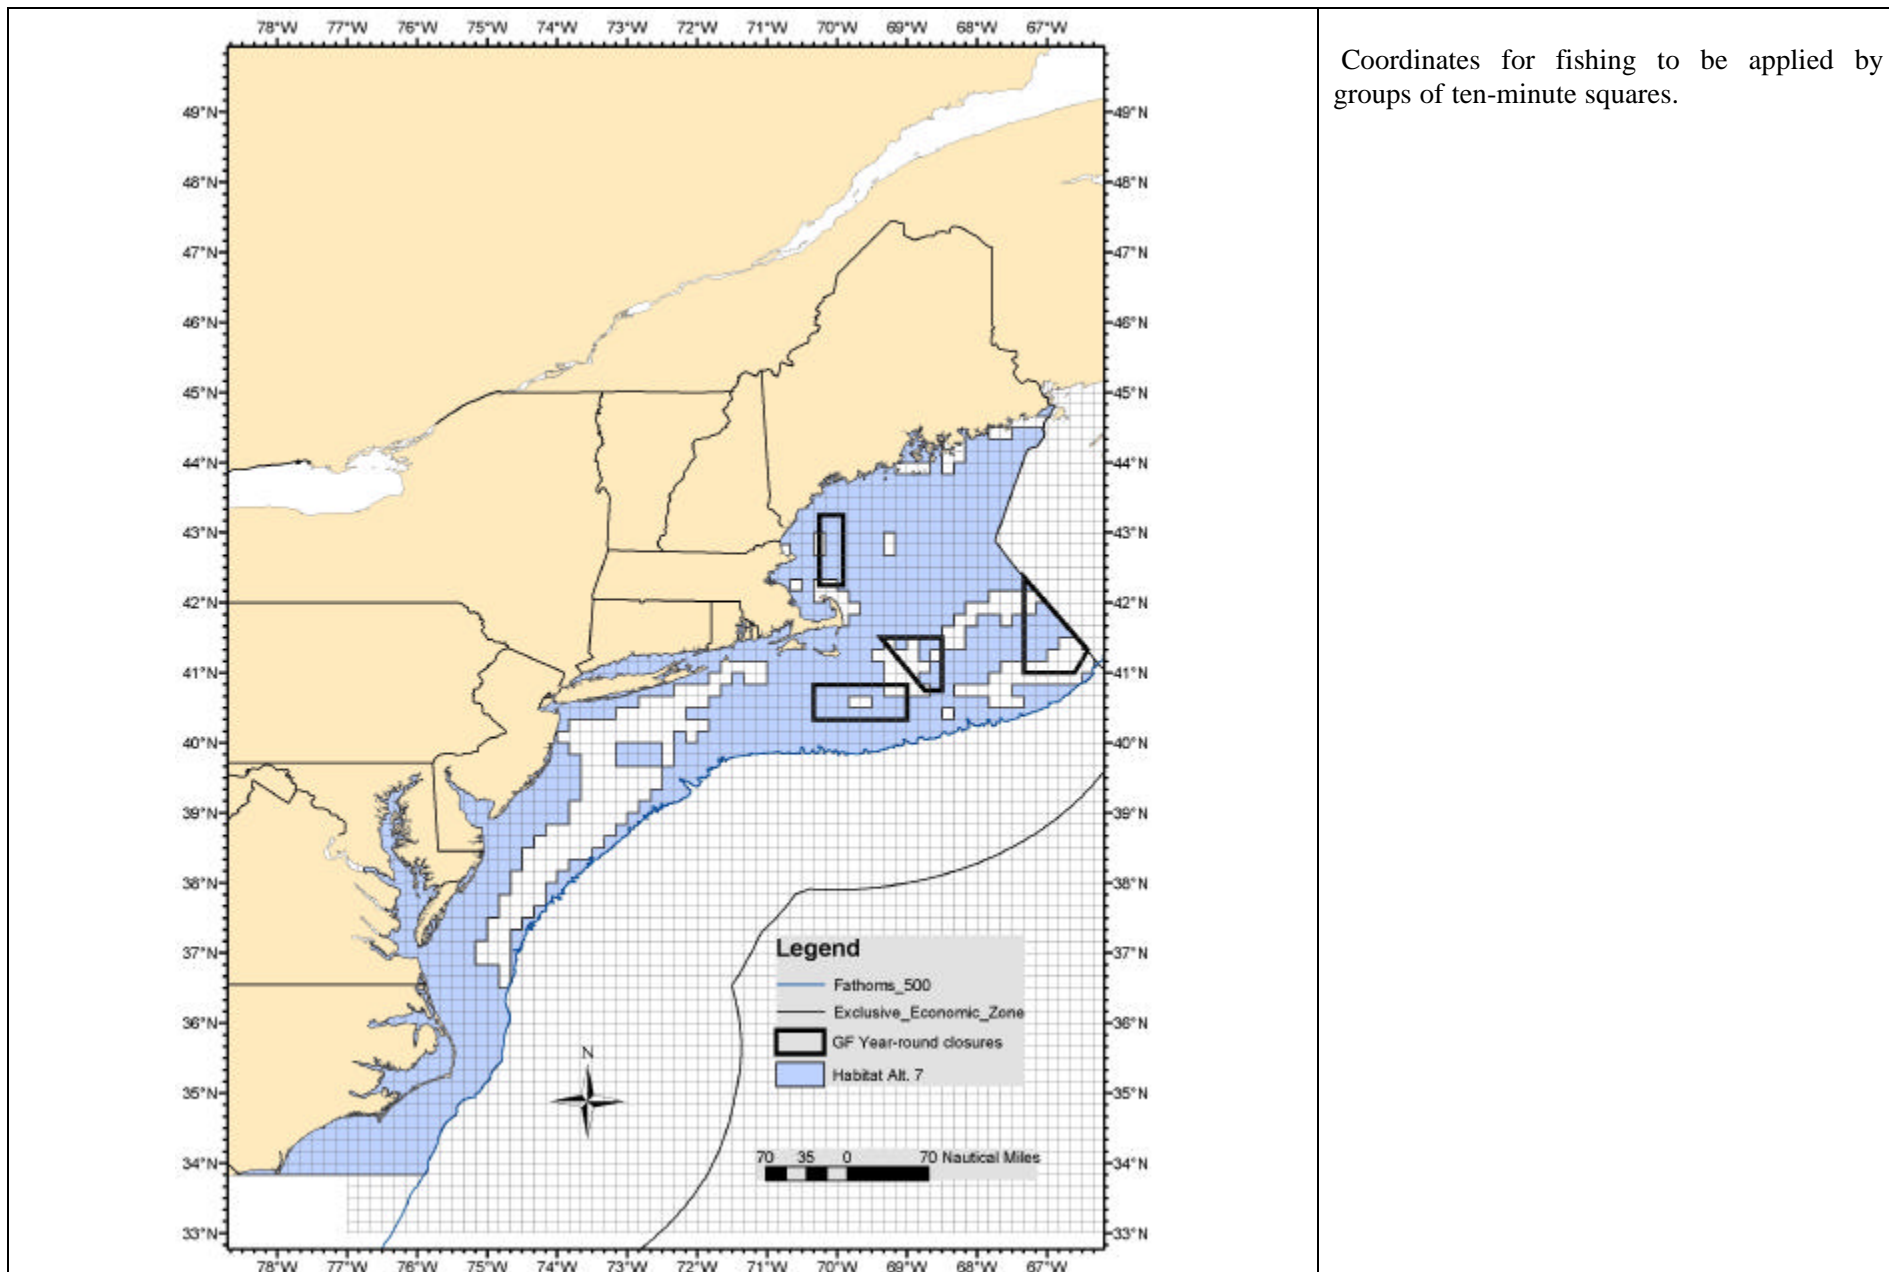 78°W 77°W 76°W 75°W 74°W 73°W 72°W 71°W 70°W 69°W 68°W 67°W
Coordinates for fishing to be applied by
groups of ten-minute squares.
49°N 49°N
48°N 48°N
47°N 47°N
46°N 46°N
45°N 45°N
44°N 44°N
43°N 43°N
42°N 42°N
41°N 41°N
40°N 40°N
39°N 39°N
38°N 38°N
37°N 37°N
36°N 36°N
35°N 35°N
34°N 34°N
33°N 33°N
Legend
Fathoms_500
Exclusive_Economic_Zone
GF Year-round closures
Habitat Alt. 7
N
70 35 0 70 Nautical Miles
78°W 77°W 76°W 75°W 74°W 73°W 72°W 71°W 70°W 69°W 68°W 67°W